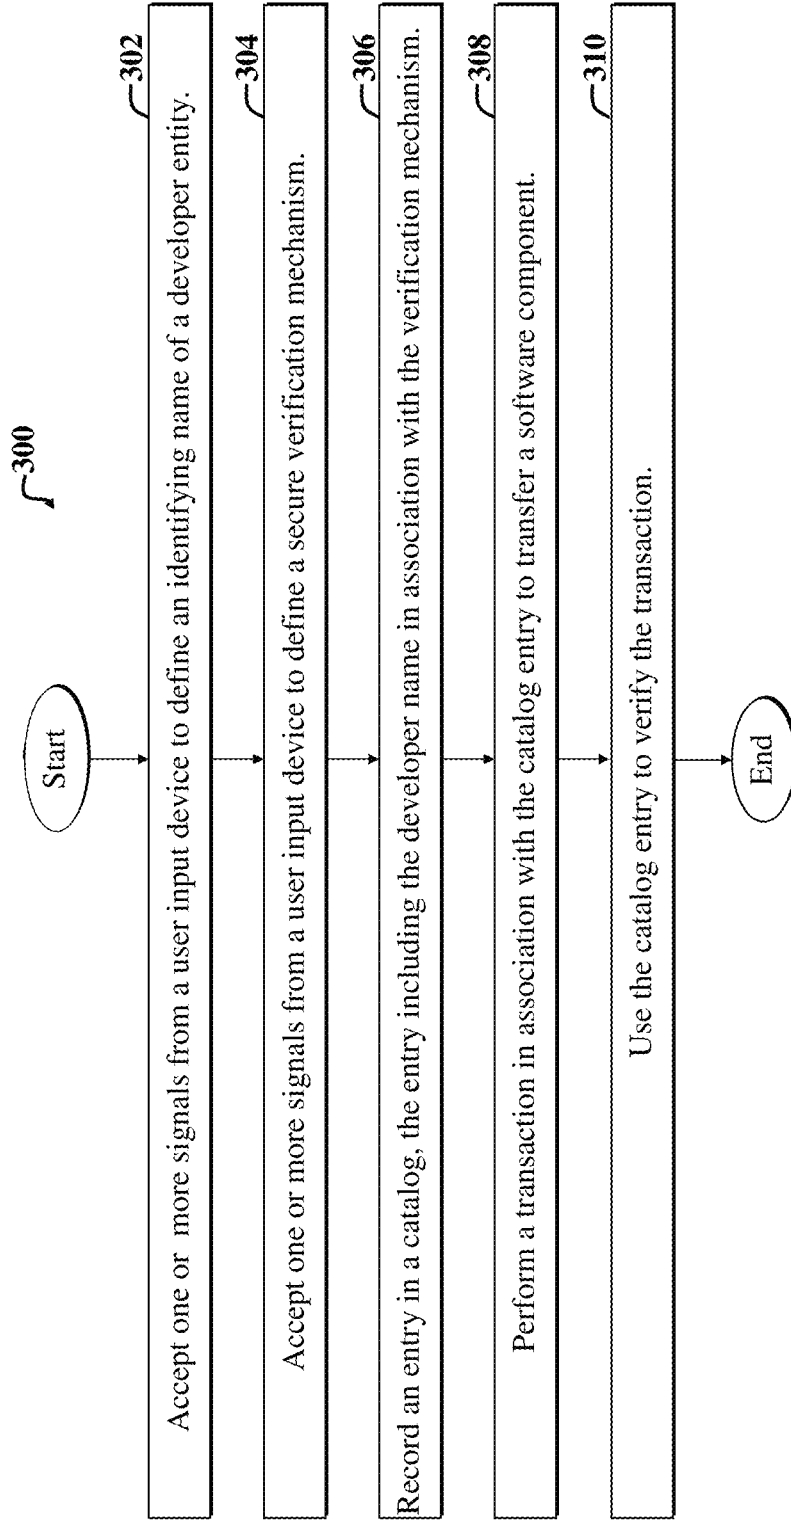 300
Start
302
Accept one or more signals from a user input device to define an identifying name of a developer entity.
304
Accept one or more signals from a user input device to define a secure verification mechanism.
306
Record an entry in a catalog, the entry including the developer name in association with the verification mechanism.
308
Perform a transaction in association with the catalog entry to transfer a software component.
310
Use the catalog entry to verify the transaction.
End